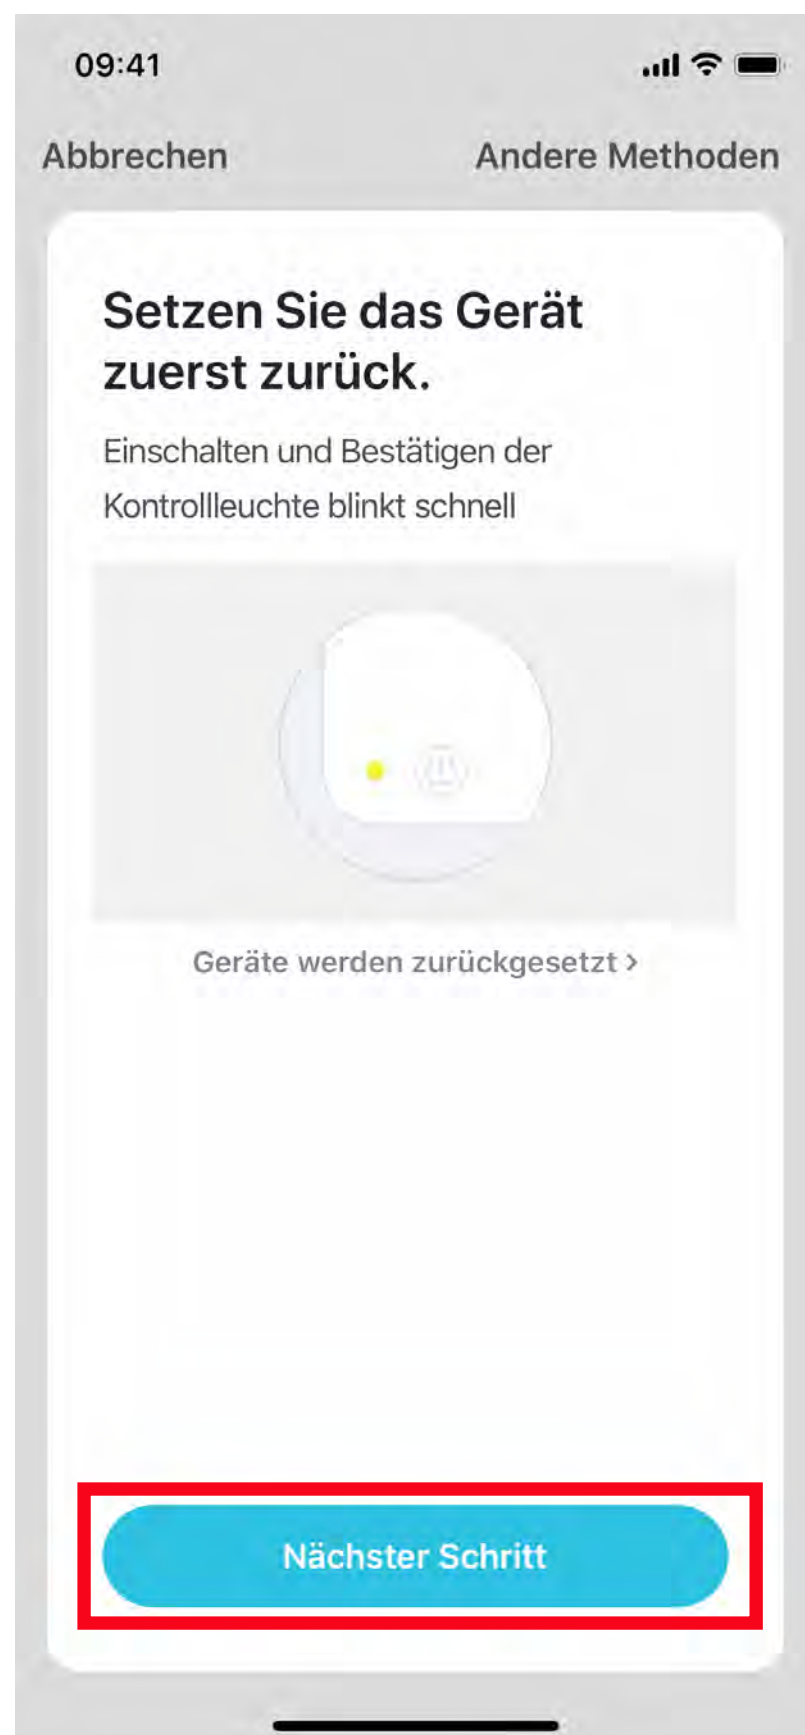 09:41
Abbrechen
Andere Methoden
Setzen Sie das Gerät
zuerst zurück.
Einschalten und Bestätigen der
Kontrollleuchte blinkt schnell
Geräte werden zurückgesetzt >
Nächster Schritt